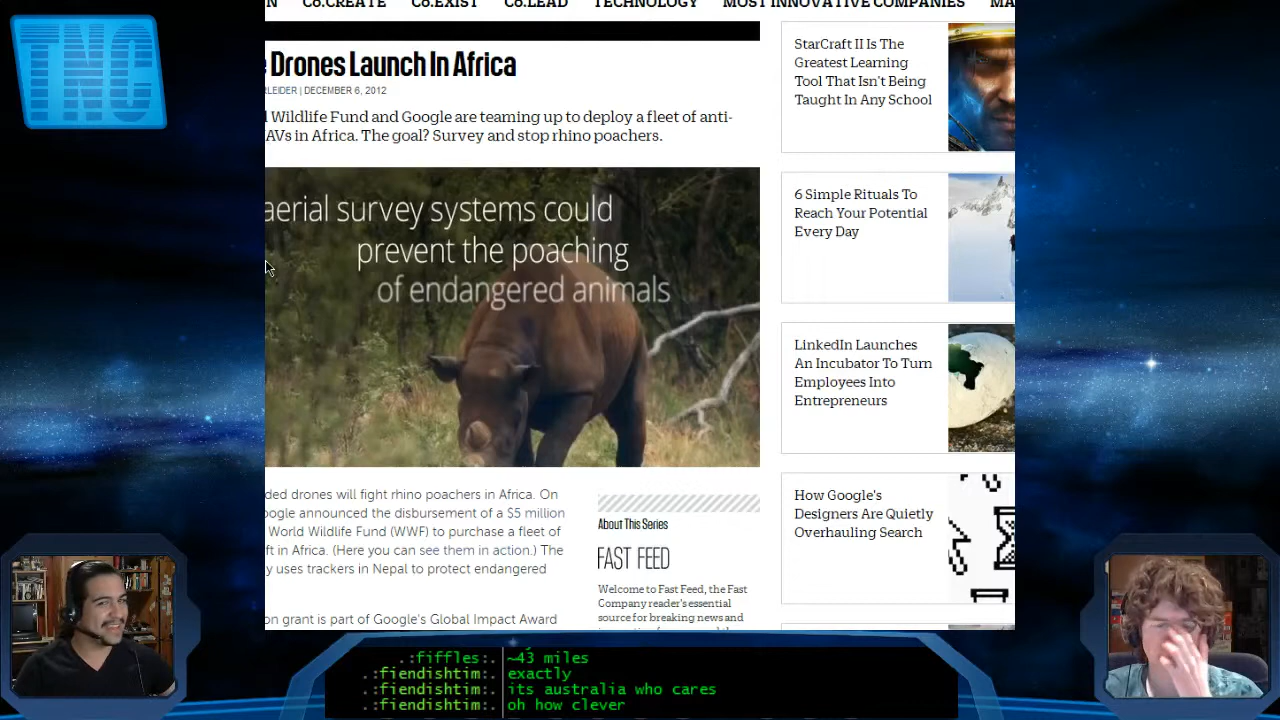 TNC
N CO.CREATE CO.EXIST CO.LEAD TECHNOLOGY MOST INNOVATIVE COMPANIES MA
Drones Launch In Africa
RLEIDER | DECEMBER 6, 2012
l Wildlife Fund and Google are teaming up to deploy a fleet of anti-
AVs in Africa. The goal? Survey and stop rhino poachers.
aerial survey systems could
prevent the poaching
of endangered animals
ded drones will fight rhino poachers in Africa. On
ogle announced the disbursement of a $5 million
World Wildlife Fund (WWF) to purchase a fleet of
ft in Africa. (Here you can see them in action.) The
y uses trackers in Nepal to protect endangered
on grant is part of Google's Global Impact Award
About This Series
FAST FEED
Welcome to Fast Feed, the Fast
Company reader's essential
source for breaking news and
StarCraft II Is The
Greatest Learning
Tool That Isn't Being
Taught In Any School
6 Simple Rituals To
Reach Your Potential
Every Day
LinkedIn Launches
An Incubator To Turn
Employees Into
Entrepreneurs
How Google's
Designers Are Quietly
Overhauling Search
.:fiffles:. ~43 miles
.:fiendishtim:. exactly
.:fiendishtim:. its australia who cares
.:fiendishtim:. oh how clever